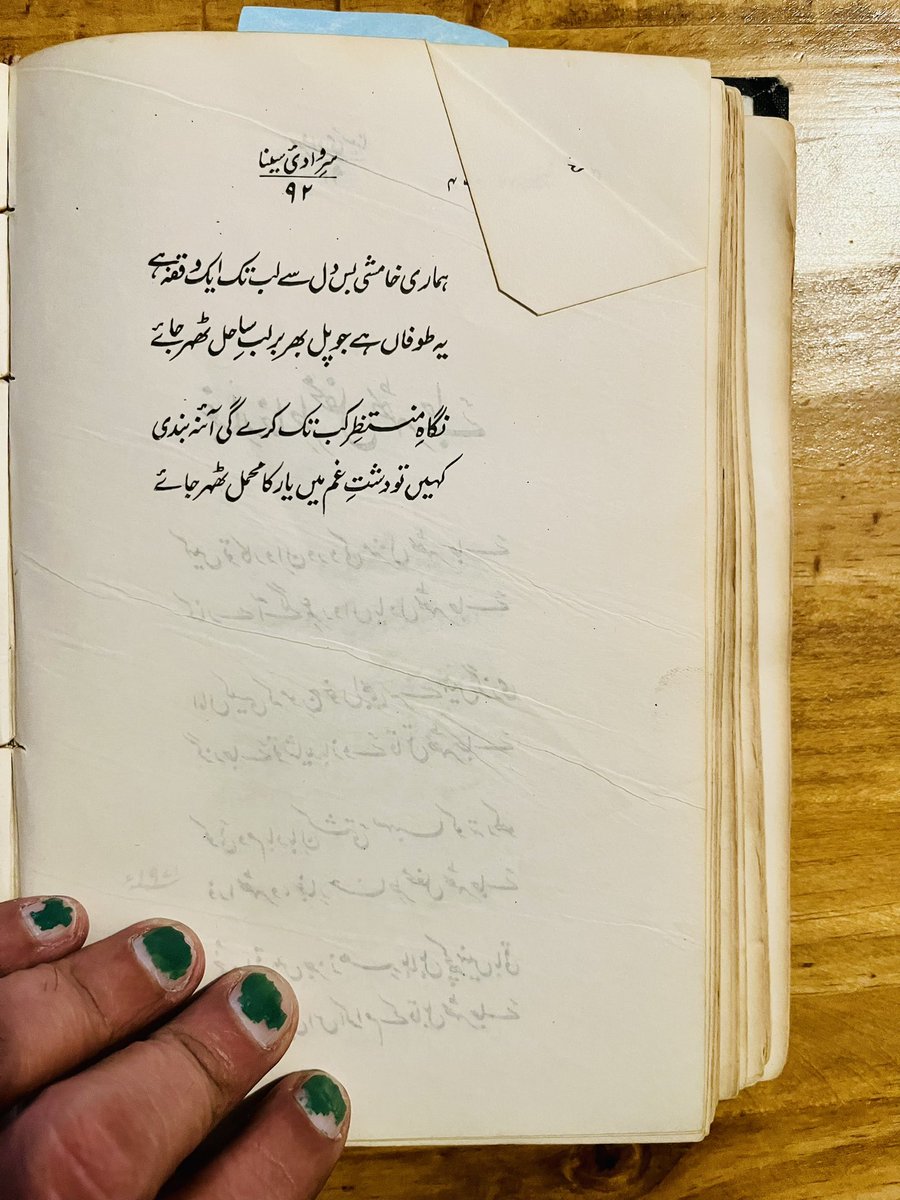 سرِ وادیٔ سینا
۹۲
ہماری خامشی بس دل سے لب تک ایک وقفہ ہے
یہ طوفاں ہے جو پل بھر بر لبِ ساحل ٹھہر جائے
نگاہِ منتظر کب تک کرے گی آئنہ بندی
کہیں تو دشتِ غم میں یار کا محمل ٹھہر جائے